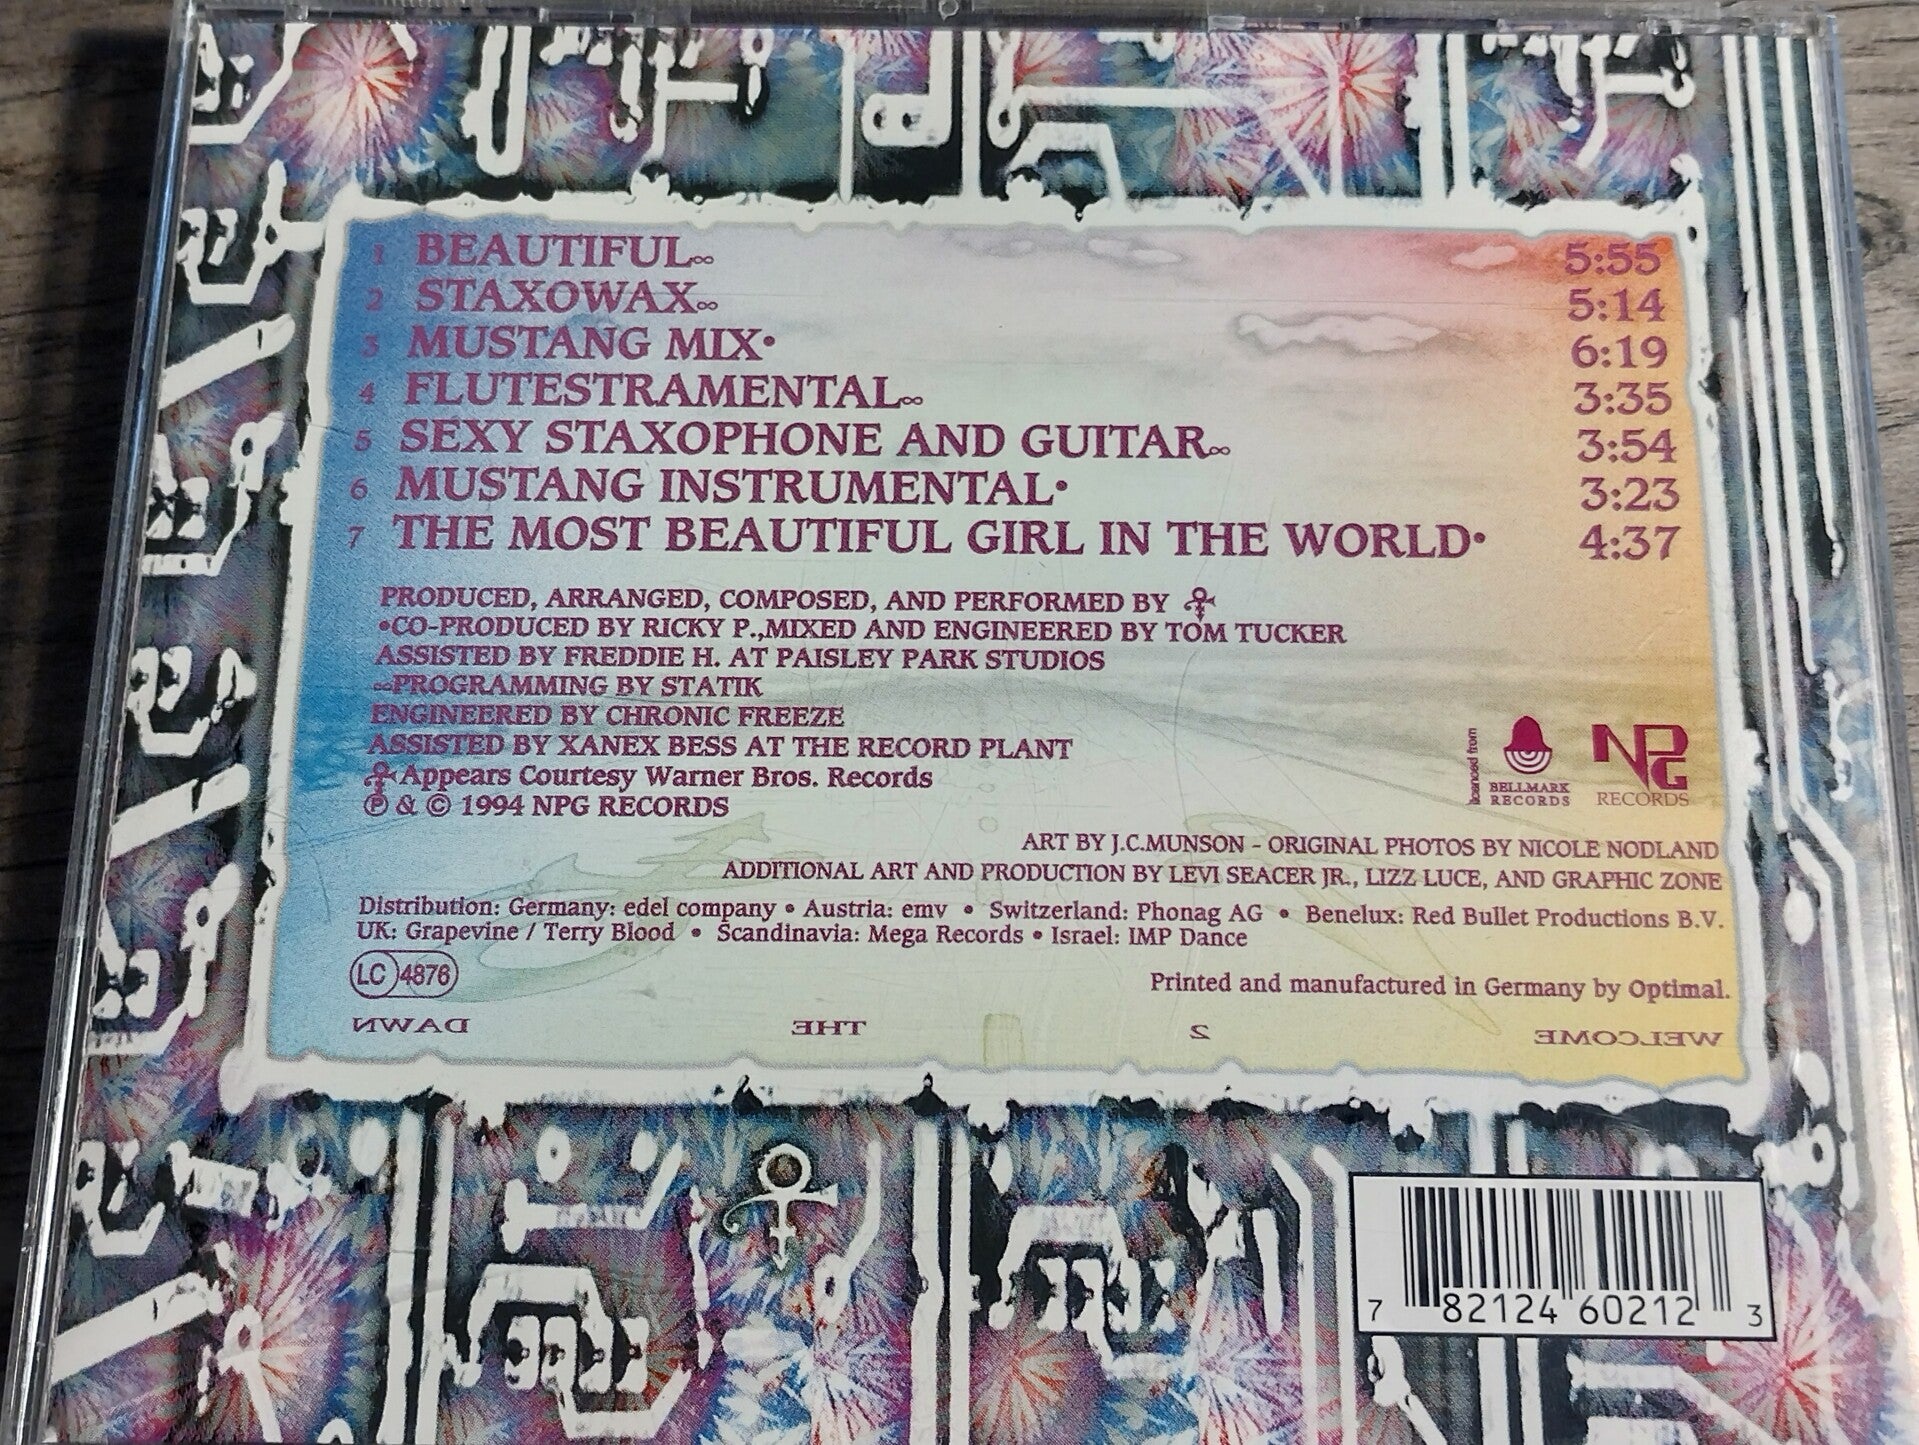 1 BEAUTIFUL∞ 5:55
2 STAXOWAX∞ 5:14
3 MUSTANG MIX• 6:19
4 FLUTESTRAMENTAL∞ 3:35
5 SEXY STAXOPHONE AND GUITAR∞ 3:54
6 MUSTANG INSTRUMENTAL• 3:23
7 THE MOST BEAUTIFUL GIRL IN THE WORLD• 4:37
PRODUCED, ARRANGED, COMPOSED, AND PERFORMED BY
•CO-PRODUCED BY RICKY P.,MIXED AND ENGINEERED BY TOM TUCKER
ASSISTED BY FREDDIE H. AT PAISLEY PARK STUDIOS
∞PROGRAMMING BY STATIK
ENGINEERED BY CHRONIC FREEZE
ASSISTED BY XANEX BESS AT THE RECORD PLANT
Appears Courtesy Warner Bros. Records
℗ & © 1994 NPG RECORDS
licenced from
BELLMARK
RECORDS
NPG
RECORDS
ART BY J.C.MUNSON - ORIGINAL PHOTOS BY NICOLE NODLAND
ADDITIONAL ART AND PRODUCTION BY LEVI SEACER JR., LIZZ LUCE, AND GRAPHIC ZONE
Distribution: Germany: edel company • Austria: emv • Switzerland: Phonag AG • Benelux: Red Bullet Productions B.V.
UK: Grapevine / Terry Blood • Scandinavia: Mega Records • Israel: IMP Dance
LC 4876
Printed and manufactured in Germany by Optimal.
WELCOME 2 THE DAWN
7 82124 60212 3